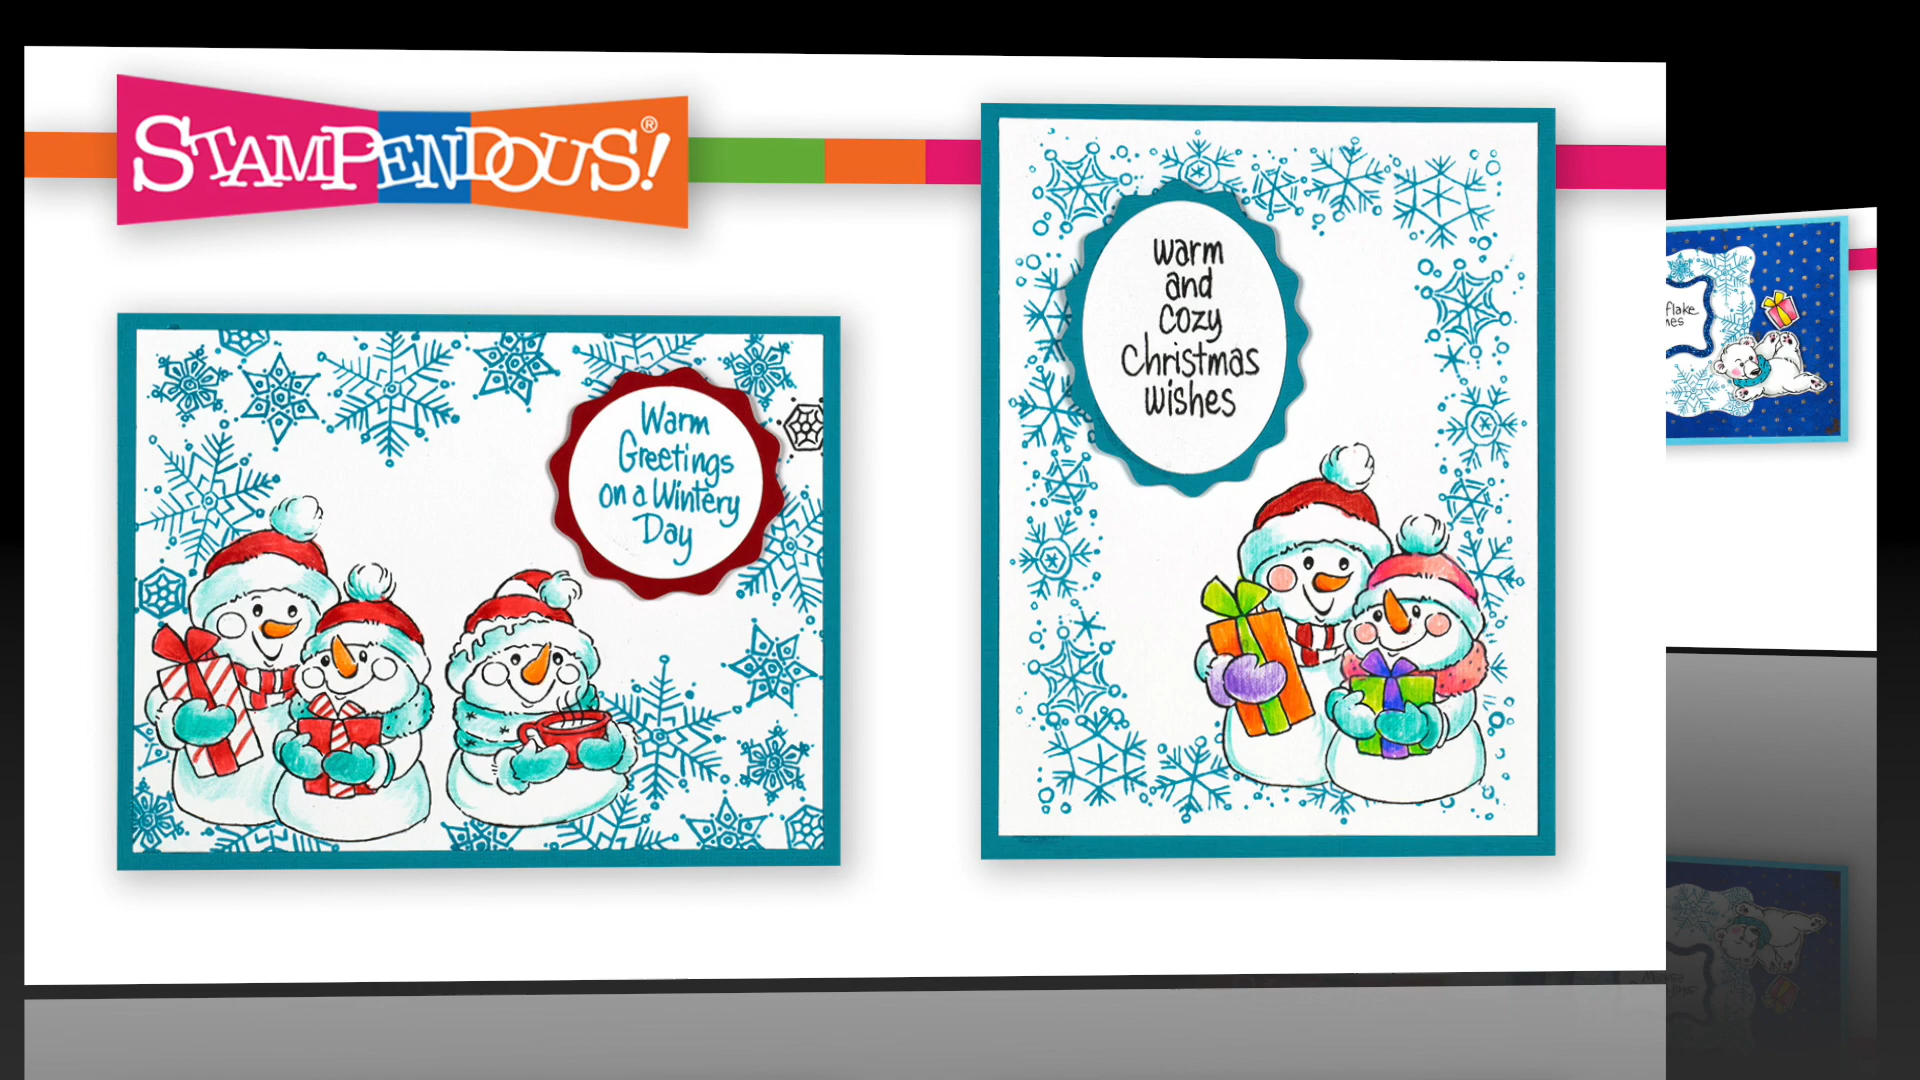 STAMPENDOUS!®
Warm
Greetings
on a Wintery
Day
warm
and
cozy
Christmas
wishes